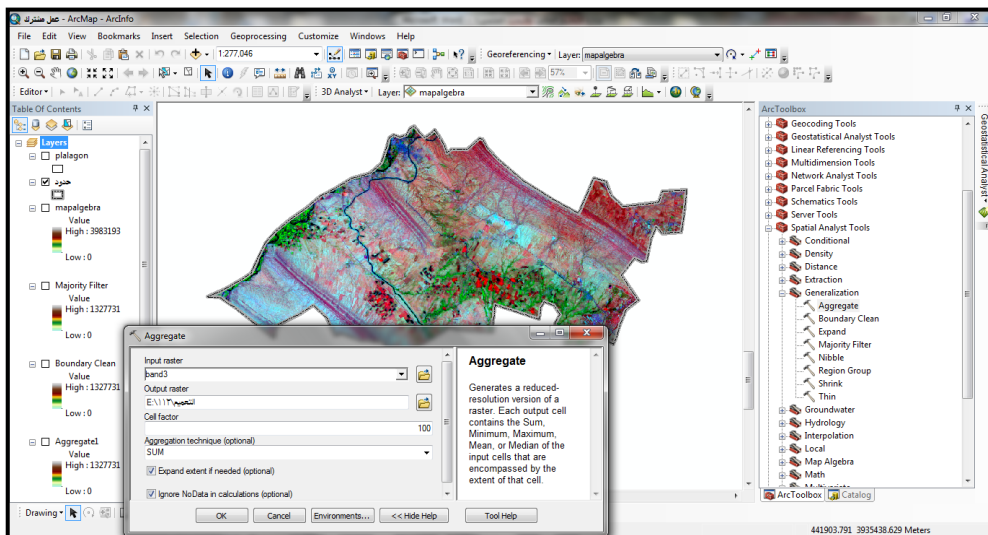 عمل مشترك - ArcMap - ArcInfo
File Edit View Bookmarks Insert Selection Geoprocessing Customize Windows Help
1:277,046
Georeferencing Layer: mapalgebra
57%
Editor 3D Analyst Layer: mapalgebra
Table Of Contents
Layers
plalagon
حدود
mapalgebra
Value
High : 3983193
Low : 0
Majority Filter
Value
High : 1327731
Low : 0
Boundary Clean
Value
High : 1327731
Low : 0
Aggregate1
Value
High : 1327731
Low : 0
Drawing
Aggregate
Input raster
band3
Output raster
E:\١١٣\التعميم
Cell factor
100
Aggregation technique (optional)
SUM
Expand extent if needed (optional)
Ignore NoData in calculations (optional)
OK Cancel Environments... << Hide Help Tool Help
Aggregate
Generates a reduced-
resolution version of a
raster. Each output cell
contains the Sum,
Minimum, Maximum,
Mean, or Median of the
input cells that are
encompassed by the
extent of that cell.
ArcToolbox
Geocoding Tools
Geostatistical Analyst Tools
Linear Referencing Tools
Multidimension Tools
Network Analyst Tools
Parcel Fabric Tools
Schematics Tools
Server Tools
Spatial Analyst Tools
Conditional
Density
Distance
Extraction
Generalization
Aggregate
Boundary Clean
Expand
Majority Filter
Nibble
Region Group
Shrink
Thin
Groundwater
Hydrology
Interpolation
Local
Map Algebra
Math
ArcToolbox Catalog
Geostatistical Analyst
441903.791 3935438.629 Meters